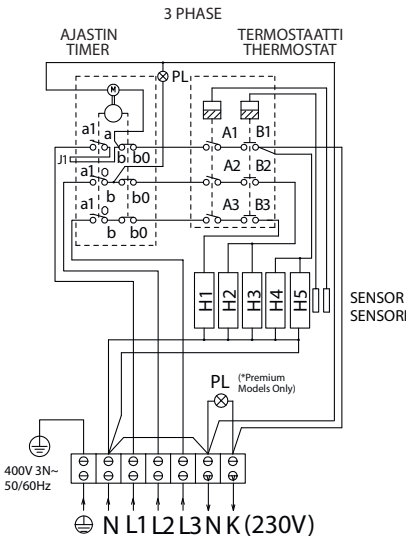 3 PHASE
AJASTIN
TIMER
TERMOSTAATTI
THERMOSTAT
PL
M
a1 a A1 B1
J1 b b0
a1 A2 B2
b b0
a1 A3 B3
b b0
H1 H2 H3 H4 H5
SENSOR
SENSORI
PL (*Premium
Models Only)
400V 3N~
50/60Hz
N L1 L2 L3 N K (230V)